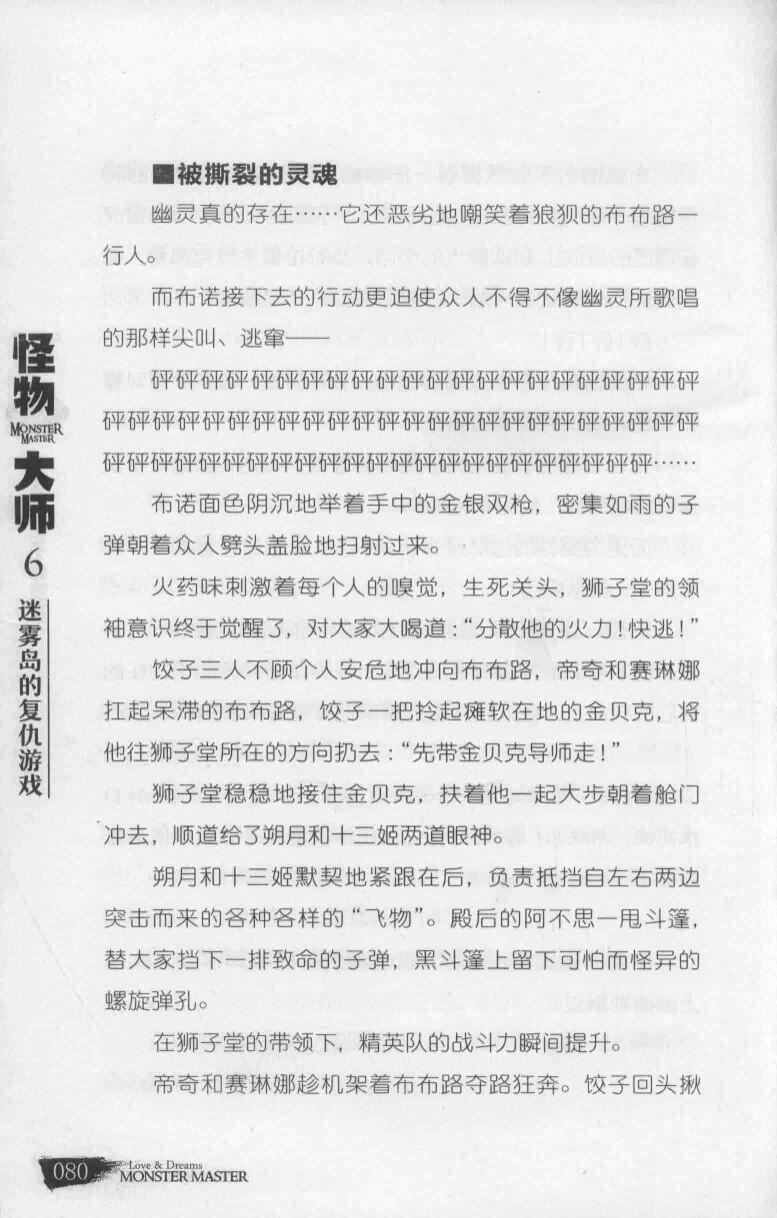 ■被撕裂的灵魂
幽灵真的存在……它还恶劣地嘲笑着狼狈的布布路一
行人。
而布诺接下去的行动更迫使众人不得不像幽灵所歌唱
的那样尖叫、逃窜——
砰砰砰砰砰砰砰砰砰砰砰砰砰砰砰砰砰砰砰砰砰砰
砰砰砰砰砰砰砰砰砰砰砰砰砰砰砰砰砰砰砰砰砰砰砰砰
砰砰砰砰砰砰砰砰砰砰砰砰砰砰砰砰砰砰砰砰砰砰砰……
布诺面色阴沉地举着手中的金银双枪，密集如雨的子
弹朝着众人劈头盖脸地扫射过来。
火药味刺激着每个人的嗅觉，生死关头，狮子堂的领
袖意识终于觉醒了，对大家大喝道：“分散他的火力！快逃！”
饺子三人不顾个人安危地冲向布布路，帝奇和赛琳娜
扛起呆滞的布布路，饺子一把拎起瘫软在地的金贝克，将
他往狮子堂所在的方向扔去：“先带金贝克导师走！”
狮子堂稳稳地接住金贝克，扶着他一起大步朝着舱门
冲去，顺道给了朔月和十三姬两道眼神。
朔月和十三姬默契地紧跟在后，负责抵挡自左右两边
突击而来的各种各样的“飞物”。殿后的阿不思一甩斗篷，
替大家挡下一排致命的子弹，黑斗篷上留下可怕而怪异的
螺旋弹孔。
在狮子堂的带领下，精英队的战斗力瞬间提升。
帝奇和赛琳娜趁机架着布布路夺路狂奔。饺子回头揪
怪物
MONSTER
MASTER
大师
6
迷雾岛的复仇游戏
080
Love & Dreams
MONSTER MASTER